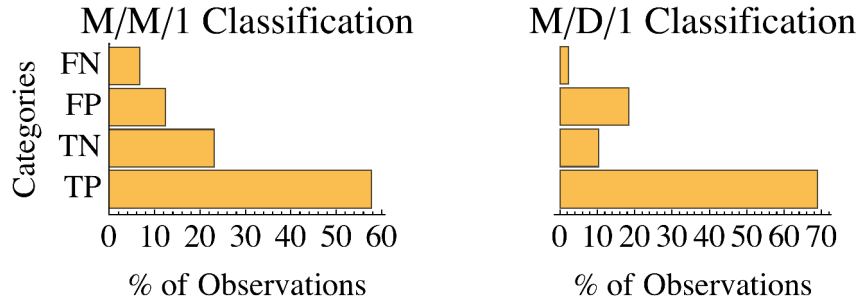 M/M/1 Classification
Categories
FN
FP
TN
TP
0 10 20 30 40 50 60
% of Observations
M/D/1 Classification
0 10 20 30 40 50 60 70
% of Observations